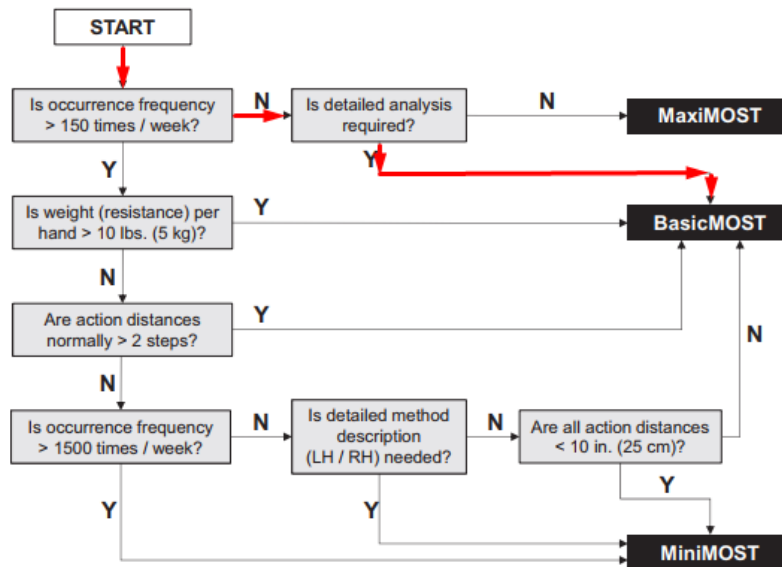 START
Is occurrence frequency
> 150 times / week?
N
Is detailed analysis
required?
N
MaxiMOST
Y
Y
Is weight (resistance) per
hand > 10 lbs. (5 kg)?
Y
BasicMOST
N
Are action distances
normally > 2 steps?
Y
N
N
Is occurrence frequency
> 1500 times / week?
N
Is detailed method
description
(LH / RH) needed?
N
Are all action distances
< 10 in. (25 cm)?
Y
Y
Y
MiniMOST